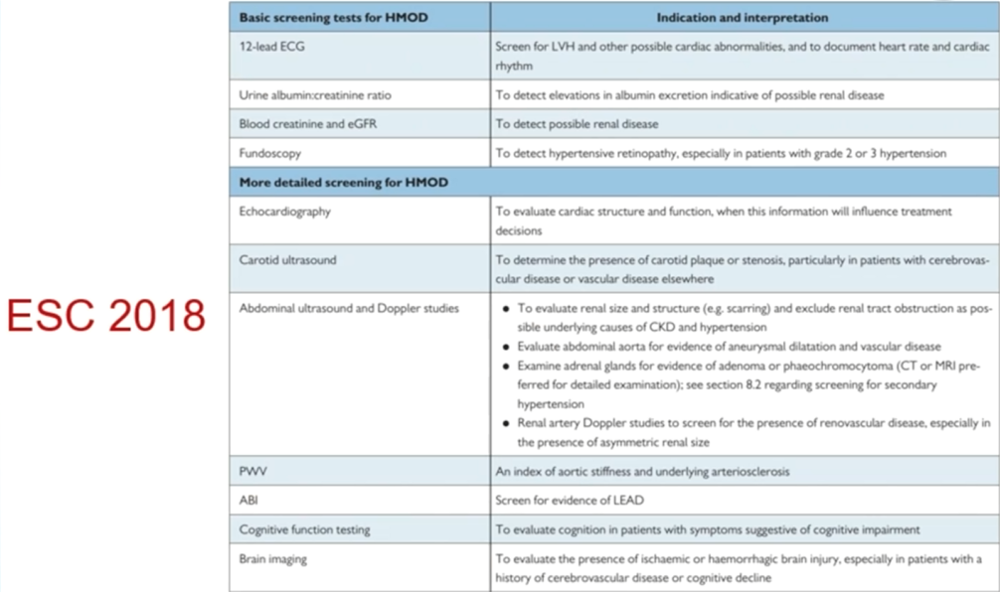 Basic screening tests for HMOD
Indication and interpretation
12-lead ECG
Screen for LVH and other possible cardiac abnormalities, and to document heart rate and cardiac
rhythm
Urine albumin:creatinine ratio
To detect elevations in albumin excretion indicative of possible renal disease
Blood creatinine and eGFR
To detect possible renal disease
Fundoscopy
To detect hypertensive retinopathy, especially in patients with grade 2 or 3 hypertension
More detailed screening for HMOD
Echocardiography
To evaluate cardiac structure and function, when this information will influence treatment
decisions
Carotid ultrasound
To determine the presence of carotid plaque or stenosis, particularly in patients with cerebrovas-
cular disease or vascular disease elsewhere
ESC 2018
Abdominal ultrasound and Doppler studies
• To evaluate renal size and structure (e.g. scarring) and exclude renal tract obstruction as pos-
sible underlying causes of CKD and hypertension
• Evaluate abdominal aorta for evidence of aneurysmal dilatation and vascular disease
• Examine adrenal glands for evidence of adenoma or phaeochromocytoma (CT or MRI pre-
ferred for detailed examination); see section 8.2 regarding screening for secondary
hypertension
• Renal artery Doppler studies to screen for the presence of renovascular disease, especially in
the presence of asymmetric renal size
PWV
An index of aortic stiffness and underlying arteriosclerosis
ABI
Screen for evidence of LEAD
Cognitive function testing
To evaluate cognition in patients with symptoms suggestive of cognitive impairment
Brain imaging
To evaluate the presence of ischaemic or haemorrhagic brain injury, especially in patients with a
history of cerebrovascular disease or cognitive decline